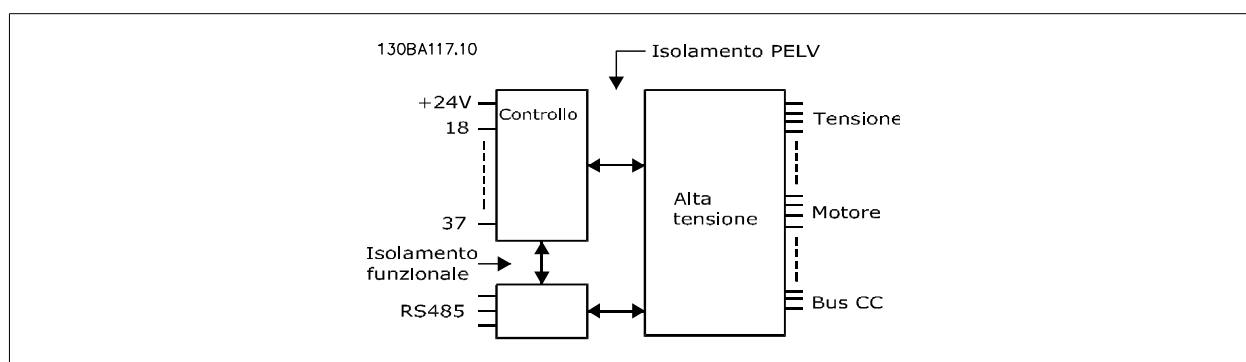 130BA117.10
Isolamento PELV
+24V
Controllo
18
Tensione
Alta
tensione
37
Motore
Isolamento
funzionale
RS485
Bus CC